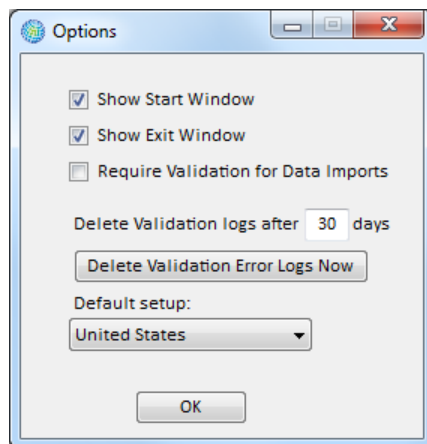 Options
Show Start Window
Show Exit Window
Require Validation for Data Imports
Delete Validation logs after 30 days
Delete Validation Error Logs Now
Default setup:
United States
OK